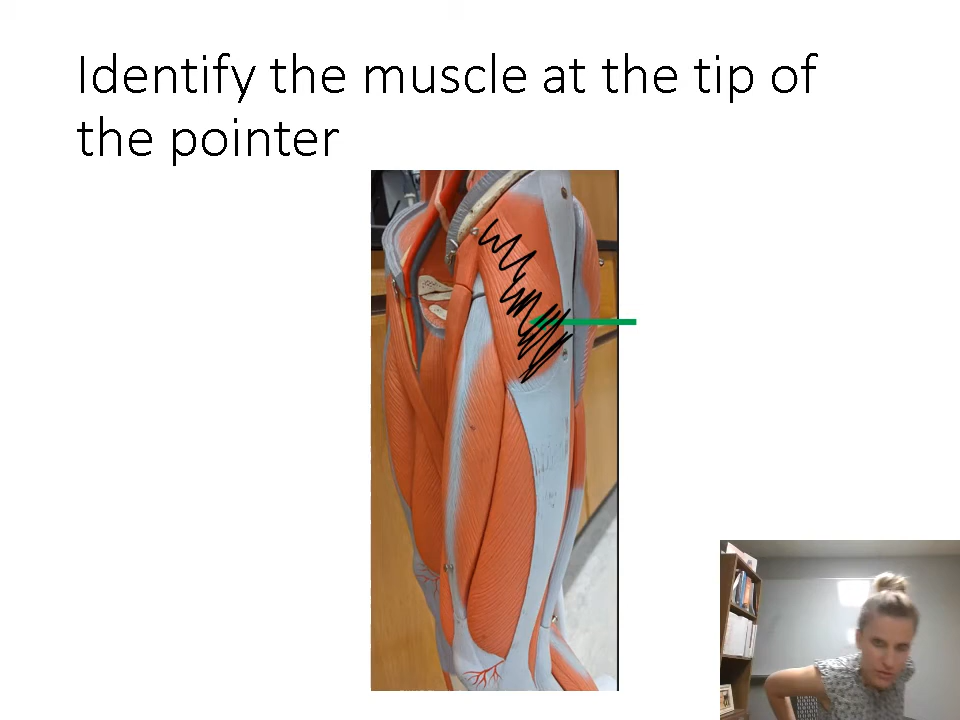 Identify the muscle at the tip of
the pointer